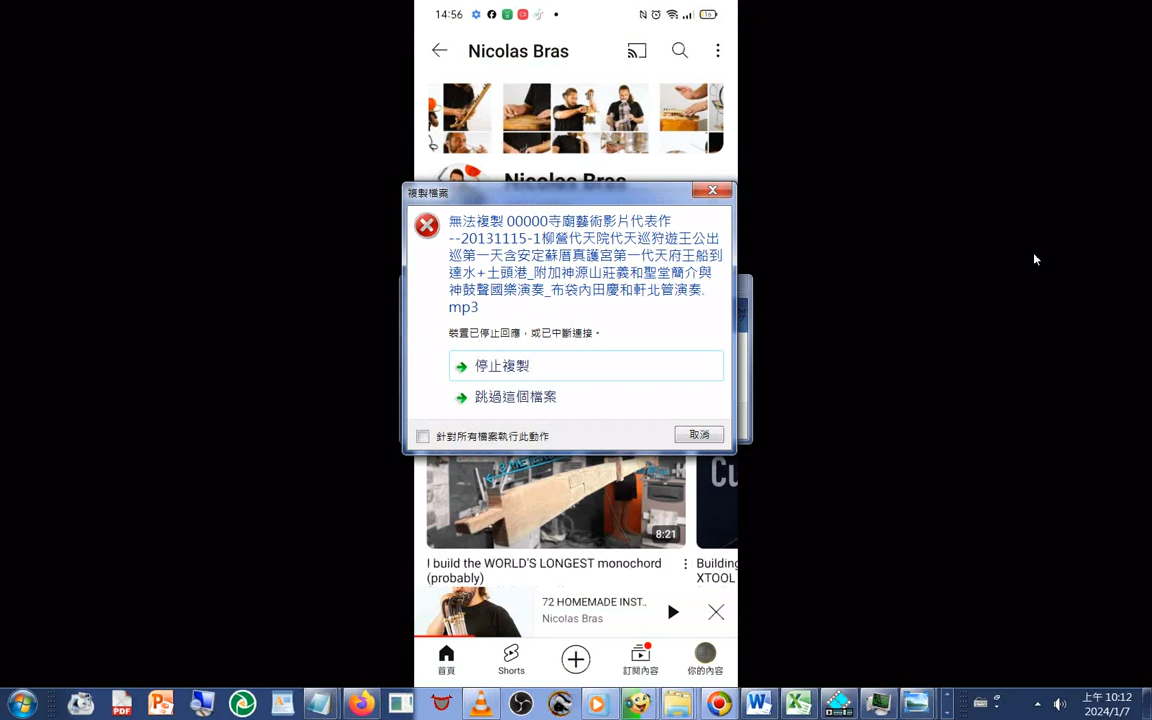 14:56
16
Nicolas Bras
複製檔案
無法複製 00000寺廟藝術影片代表作
--20131115-1柳營代天院代天巡狩遊王公出
巡第一天含安定蘇厝真護宮第一代天府王船到
達水+土頭港_附加神源山莊義和聖堂簡介與
神鼓聲國樂演奏_布袋內田慶和軒北管演奏.
mp3
裝置已停止回應，或已中斷連接。
停止複製
跳過這個檔案
針對所有檔案執行此動作
取消
8:21
I build the WORLD'S LONGEST monochord
(probably)
Building
XTOOL
72 HOMEMADE INST..
Nicolas Bras
首頁
Shorts
訂閱內容
你的內容
PDF
上午 10:12
2024/1/7